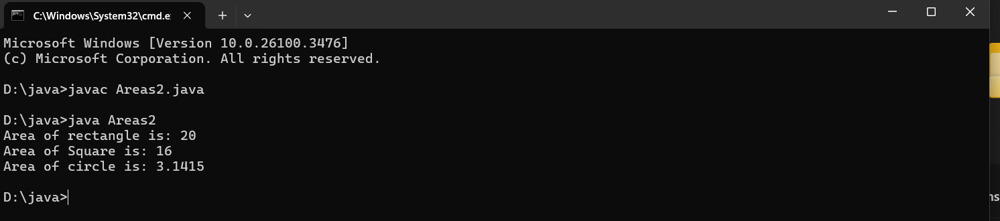 C:\Windows\System32\cmd.e
Microsoft Windows [Version 10.0.26100.3476]
(c) Microsoft Corporation. All rights reserved.
D:\java>javac Areas2.java
D:\java>java Areas2
Area of rectangle is: 20
Area of Square is: 16
Area of circle is: 3.1415
D:\java>